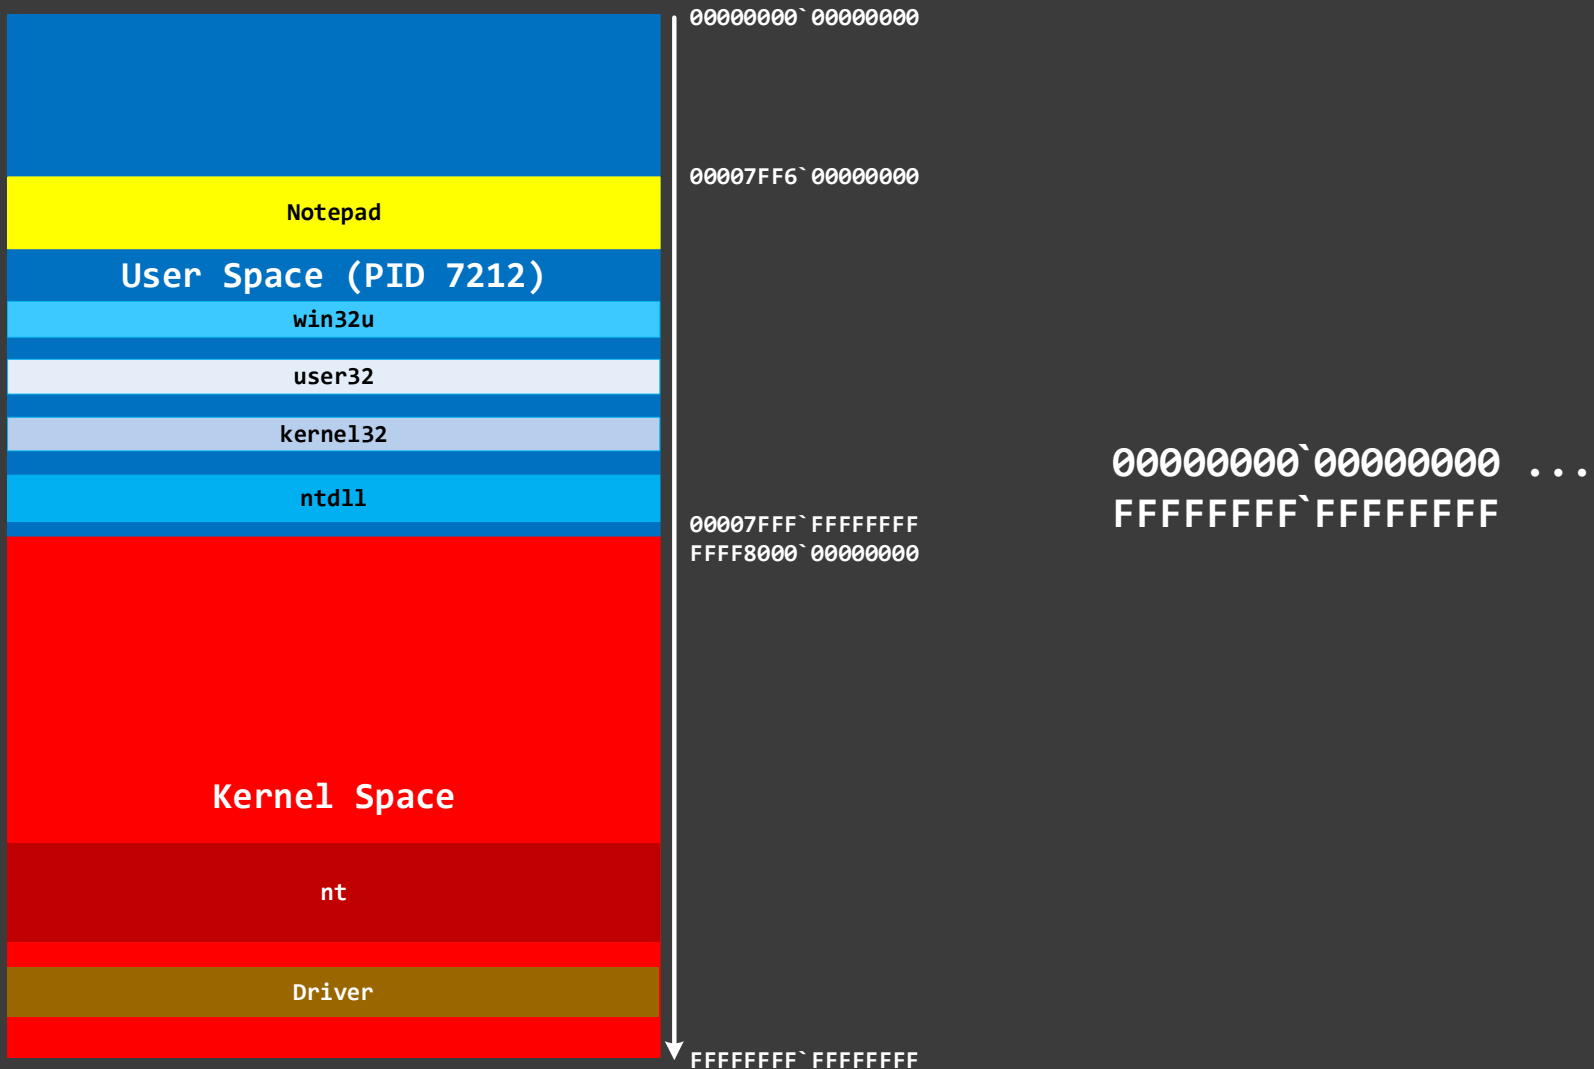 00000000`00000000
00007FF6`00000000
Notepad
User Space (PID 7212)
win32u
user32
kernel32
ntdll
00007FFF`FFFFFFFF
FFFF8000`00000000
Kernel Space
nt
Driver
FFFFFFFF`FFFFFFFF
00000000`00000000 ...
FFFFFFFF`FFFFFFFF